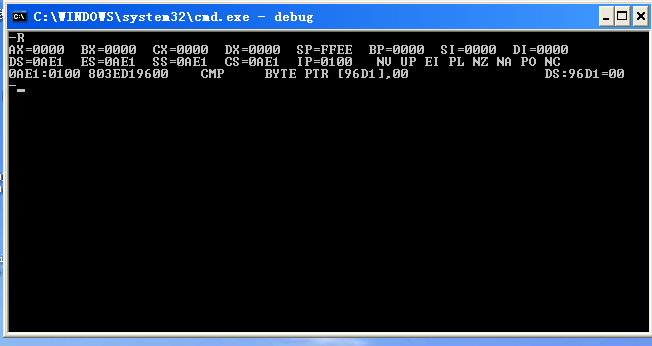 C:\WINDOWS\system32\cmd.exe - debug
-R
AX=0000 BX=0000 CX=0000 DX=0000 SP=FFEE BP=0000 SI=0000 DI=0000
DS=0AE1 ES=0AE1 SS=0AE1 CS=0AE1 IP=0100 NV UP EI PL NZ NA PO NC
0AE1:0100 803ED19600 CMP BYTE PTR [96D1],00 DS:96D1=00
-